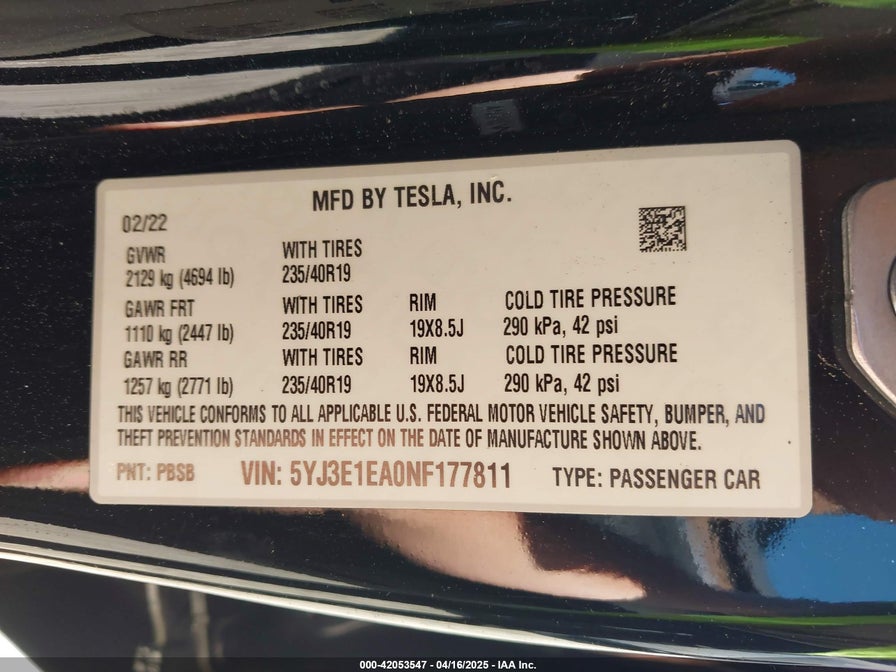 MFD BY TESLA, INC.
02/22
GVWR WITH TIRES
2129 kg (4694 lb) 235/40R19
GAWR FRT WITH TIRES RIM COLD TIRE PRESSURE
1110 kg (2447 lb) 235/40R19 19X8.5J 290 kPa, 42 psi
GAWR RR WITH TIRES RIM COLD TIRE PRESSURE
1257 kg (2771 lb) 235/40R19 19X8.5J 290 kPa, 42 psi
THIS VEHICLE CONFORMS TO ALL APPLICABLE U.S. FEDERAL MOTOR VEHICLE SAFETY, BUMPER, AND
THEFT PREVENTION STANDARDS IN EFFECT ON THE DATE OF MANUFACTURE SHOWN ABOVE.
PNT: PBSB VIN: 5YJ3E1EA0NF177811 TYPE: PASSENGER CAR
000-42053547 - 04/16/2025 - IAA Inc.